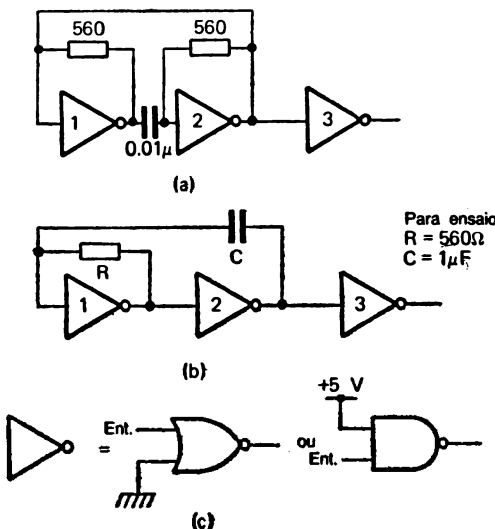 560 560
1 2 3
0.01µ
(a)
Para ensaio
R = 560Ω
C = 1µF
C
R
1 2 3
(b)
+5 V
Ent. ou
= Ent.
(c)